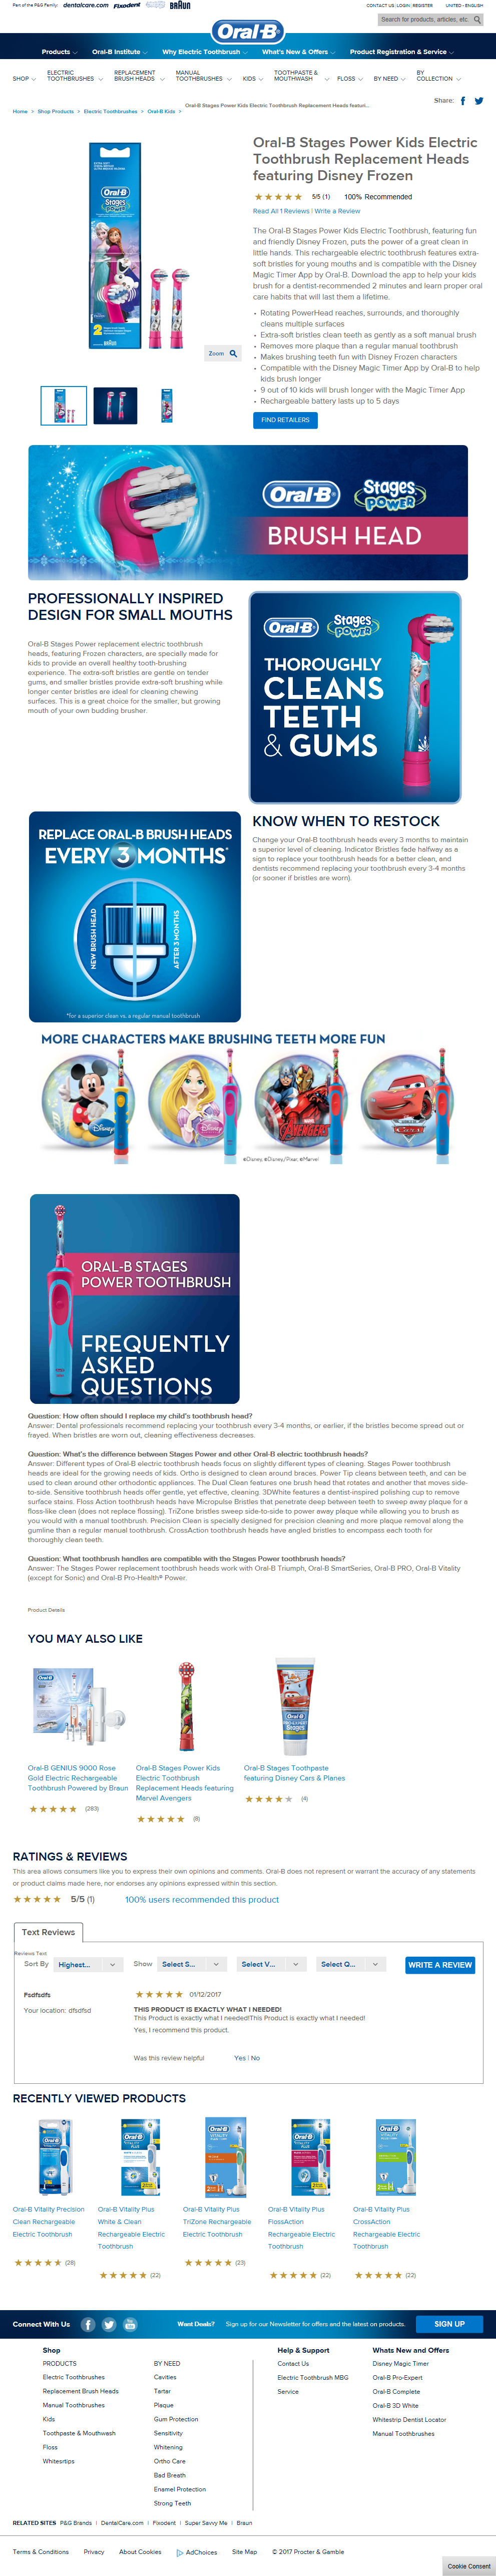 Part of the P&G Family:
dentalcare.com
Fixodent
BRAUN
CONTACT US | LOGIN | REGISTER
UNITED - ENGLISH
Search for products, articles, etc.
Oral-B
Products
Oral-B Institute
Why Electric Toothbrush
What's New & Offers
Product Registration & Service
SHOP
ELECTRIC
TOOTHBRUSHES
REPLACEMENT
BRUSH HEADS
MANUAL
TOOTHBRUSHES
KIDS
TOOTHPASTE &
MOUTHWASH
FLOSS
BY NEED
BY
COLLECTION
Share:
Home > Shop Products > Electric Toothbrushes > Oral-B Kids >
Oral-B Stages Power Kids Electric Toothbrush Replacement Heads featuri...
Oral-B
Stages
POWER
2
Zoom
Oral-B Stages Power Kids Electric
Toothbrush Replacement Heads
featuring Disney Frozen
5/5 (1)
100% Recommended
Read All 1 Reviews | Write a Review
The Oral-B Stages Power Kids Electric Toothbrush, featuring fun
and friendly Disney Frozen, puts the power of a great clean in
little hands. This rechargeable electric toothbrush features extra-
soft bristles for young mouths and is compatible with the Disney
Magic Timer App by Oral-B. Download the app to help your kids
brush for a dentist-recommended 2 minutes and learn proper oral
care habits that will last them a lifetime.
• Rotating PowerHead reaches, surrounds, and thoroughly
cleans multiple surfaces
• Extra-soft bristles clean teeth as gently as a soft manual brush
• Removes more plaque than a regular manual toothbrush
• Makes brushing teeth fun with Disney Frozen characters
• Compatible with the Disney Magic Timer App by Oral-B to help
kids brush longer
• 9 out of 10 kids will brush longer with the Magic Timer App
• Rechargeable battery lasts up to 5 days
FIND RETAILERS
Oral-B
Stages
POWER
BRUSH HEAD
PROFESSIONALLY INSPIRED
DESIGN FOR SMALL MOUTHS
Oral-B Stages Power replacement electric toothbrush
heads, featuring Frozen characters, are specially made for
kids to provide an overall healthy tooth-brushing
experience. The extra-soft bristles are gentle on tender
gums, and smaller bristles provide extra-soft brushing while
longer center bristles are ideal for cleaning chewing
surfaces. This is a great choice for the smaller, but growing
mouth of your own budding brusher.
Oral-B
Stages
POWER
THOROUGHLY
CLEANS
TEETH
& GUMS
REPLACE ORAL-B BRUSH HEADS
EVERY 3 MONTHS*
NEW BRUSH HEAD
AFTER 3 MONTHS
*for a superior clean vs. a regular manual toothbrush
KNOW WHEN TO RESTOCK
Change your Oral-B toothbrush heads every 3 months to maintain
a superior level of cleaning. Indicator Bristles fade halfway as a
sign to replace your toothbrush heads for a better clean, and
dentists recommend replacing your toothbrush every 3-4 months
(or sooner if bristles are worn).
MORE CHARACTERS MAKE BRUSHING TEETH MORE FUN
Disney
Disney
AVENGERS
Cars
©Disney, ©Disney/Pixar, ©Marvel
ORAL-B STAGES
POWER TOOTHBRUSH
FREQUENTLY
ASKED
QUESTIONS
Question: How often should I replace my child's toothbrush head?
Answer: Dental professionals recommend replacing your toothbrush every 3-4 months, or earlier, if the bristles become spread out or
frayed. When bristles are worn out, cleaning effectiveness decreases.
Question: What's the difference between Stages Power and other Oral-B electric toothbrush heads?
Answer: Different types of Oral-B electric toothbrush heads focus on slightly different types of cleaning. Stages Power toothbrush
heads are ideal for the growing needs of kids. Ortho is designed to clean around braces. Power Tip cleans between teeth, and can be
used to clean around other orthodontic appliances. The Dual Clean features one brush head that rotates and another that moves side-
to-side. Sensitive toothbrush heads offer gentle, yet effective, cleaning. 3DWhite features a dentist-inspired polishing cup to remove
surface stains. Floss Action toothbrush heads have Micropulse Bristles that penetrate deep between teeth to sweep away plaque for a
floss-like clean (does not replace flossing). TriZone bristles sweep side-to-side to power away plaque while allowing you to brush as
you would with a manual toothbrush. Precision Clean is specially designed for precision cleaning and more plaque removal along the
gumline than a regular manual toothbrush. CrossAction toothbrush heads have angled bristles to encompass each tooth for
thoroughly clean teeth.
Question: What toothbrush handles are compatible with the Stages Power toothbrush heads?
Answer: The Stages Power replacement toothbrush heads work with Oral-B Triumph, Oral-B SmartSeries, Oral-B PRO, Oral-B Vitality
(except for Sonic) and Oral-B Pro-Health® Power.
Product Details
YOU MAY ALSO LIKE
Oral-B GENIUS 9000 Rose
Gold Electric Rechargeable
Toothbrush Powered by Braun
(283)
Oral-B Stages Power Kids
Electric Toothbrush
Replacement Heads featuring
Marvel Avengers
(8)
Oral-B Stages Toothpaste
featuring Disney Cars & Planes
(4)
RATINGS & REVIEWS
This area allows consumers like you to express their own opinions and comments. Oral-B does not represent or warrant the accuracy of any statements
or product claims made here, nor endorses any opinions expressed within this section.
5/5 (1)
100% users recommended this product
Text Reviews
Reviews Text
Sort By
Highest...
Show
Select S...
Select V...
Select Q...
WRITE A REVIEW
Fsdfsdfs
01/12/2017
Your location: dfsdfsd
THIS PRODUCT IS EXACTLY WHAT I NEEDED!
This Product is exactly what I needed!This Product is exactly what I needed!
Yes, I recommend this product.
Was this review helpful
Yes | No
RECENTLY VIEWED PRODUCTS
Oral-B Vitality Precision
Clean Rechargeable
Electric Toothbrush
(28)
Oral-B Vitality Plus
White & Clean
Rechargeable Electric
Toothbrush
(22)
Oral-B Vitality Plus
TriZone Rechargeable
Electric Toothbrush
(23)
Oral-B Vitality Plus
FlossAction
Rechargeable Electric
Toothbrush
(22)
Oral-B Vitality Plus
CrossAction
Rechargeable Electric
Toothbrush
(22)
Connect With Us
Want Deals?
Sign up for our Newsletter for offers and the latest on products.
SIGN UP
Shop
PRODUCTS
Electric Toothbrushes
Replacement Brush Heads
Manual Toothbrushes
Kids
Toothpaste & Mouthwash
Floss
Whitesrtips
BY NEED
Cavities
Tartar
Plaque
Gum Protection
Sensitivity
Whitening
Ortho Care
Bad Breath
Enamel Protection
Strong Teeth
Help & Support
Contact Us
Electric Toothbrush MBG
Service
Whats New and Offers
Disney Magic Timer
Oral-B Pro-Expert
Oral-B Complete
Oral-B 3D White
Whitestrip Dentist Locator
Manual Toothbrushes
RELATED SITES P&G Brands | DentalCare.com | Fixodent | Super Savvy Me | Braun
Terms & Conditions
Privacy
About Cookies
AdChoices
Site Map
© 2017 Procter & Gamble
Cookie Consent